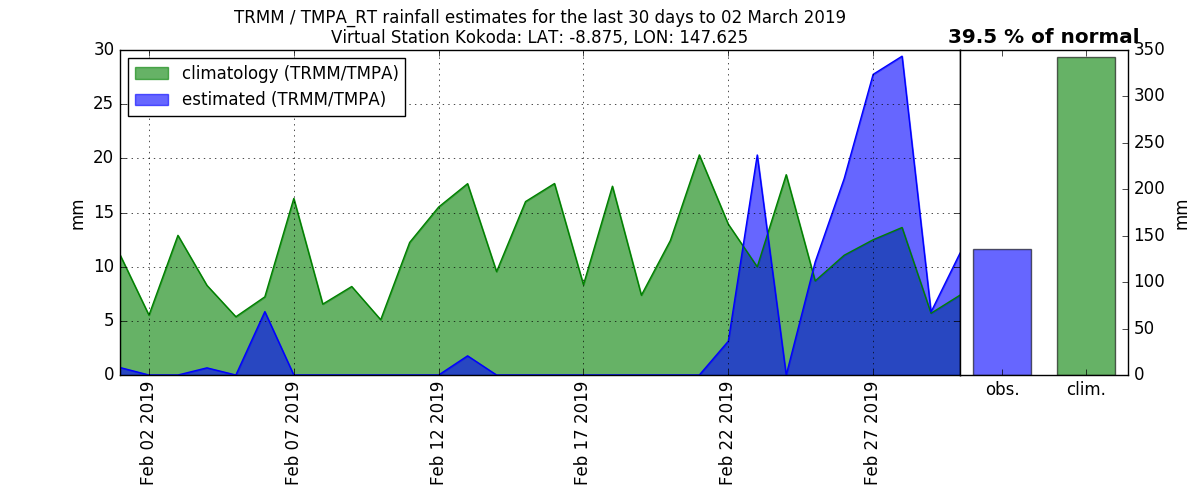 TRMM / TMPA_RT rainfall estimates for the last 30 days to 02 March 2019
Virtual Station Kokoda: LAT: -8.875, LON: 147.625
39.5 % of normal
climatology (TRMM/TMPA)
estimated (TRMM/TMPA)
30
25
20
15
10
5
0
mm
Feb 02 2019
Feb 07 2019
Feb 12 2019
Feb 17 2019
Feb 22 2019
Feb 27 2019
obs.
clim.
350
300
250
200
150
100
50
0
mm